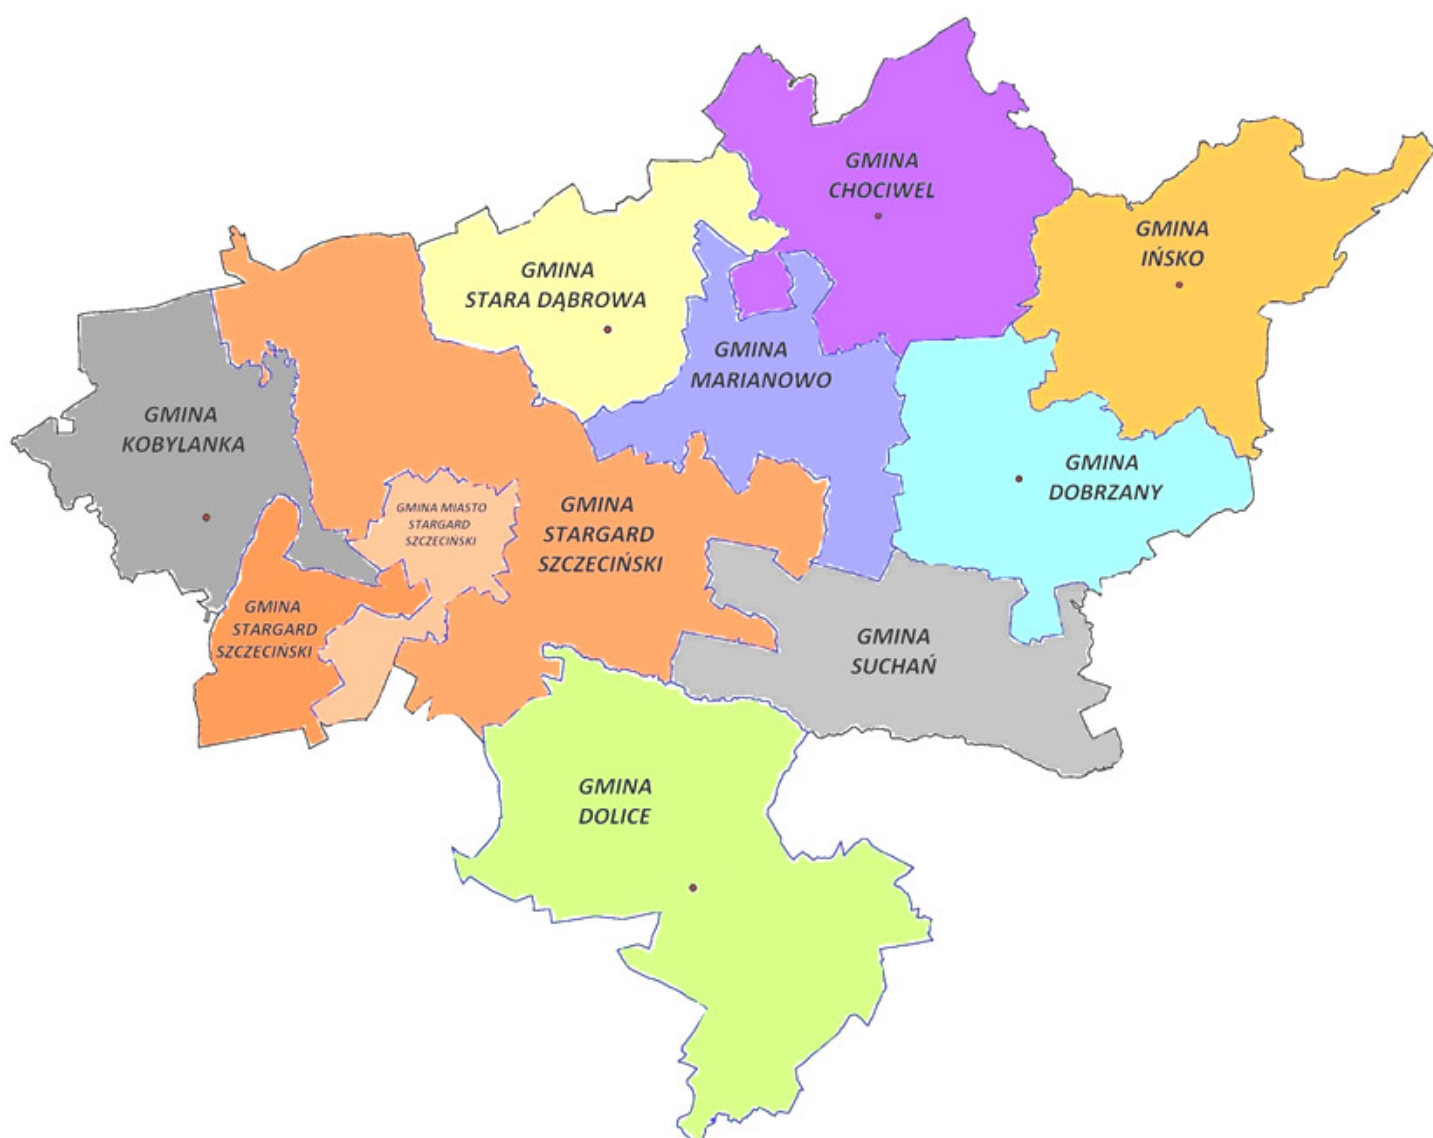 GMINA
CHOCIWEL
GMINA
IŃSKO
GMINA
STARA DĄBROWA
GMINA
MARIANOWO
GMINA
KOBYLANKA
GMINA
DOBRZANY
GMINA MIASTO
STARGARD
SZCZECIŃSKI
GMINA
STARGARD
SZCZECIŃSKI
GMINA
STARGARD
SZCZECIŃSKI
GMINA
SUCHAŃ
GMINA
DOLICE